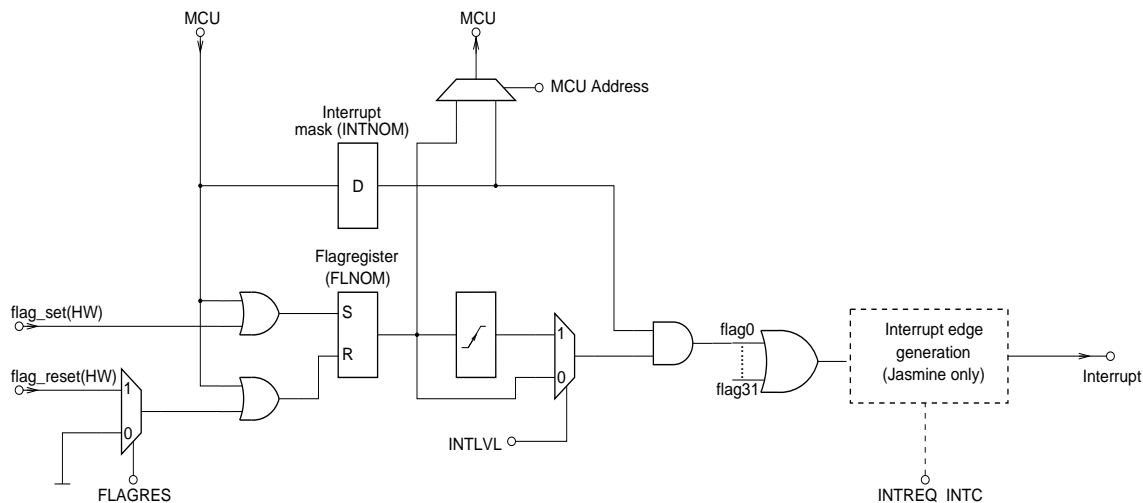 MCU
MCU
MCU Address
Interrupt
mask (INTNOM)
D
Flagregister
(FLNOM)
flag_set(HW)
S
R
1
0
flag_reset(HW)
1
0
FLAGRES
INTLVL
flag0
flag31
Interrupt edge
generation
(Jasmine only)
Interrupt
INTREQ_INTC